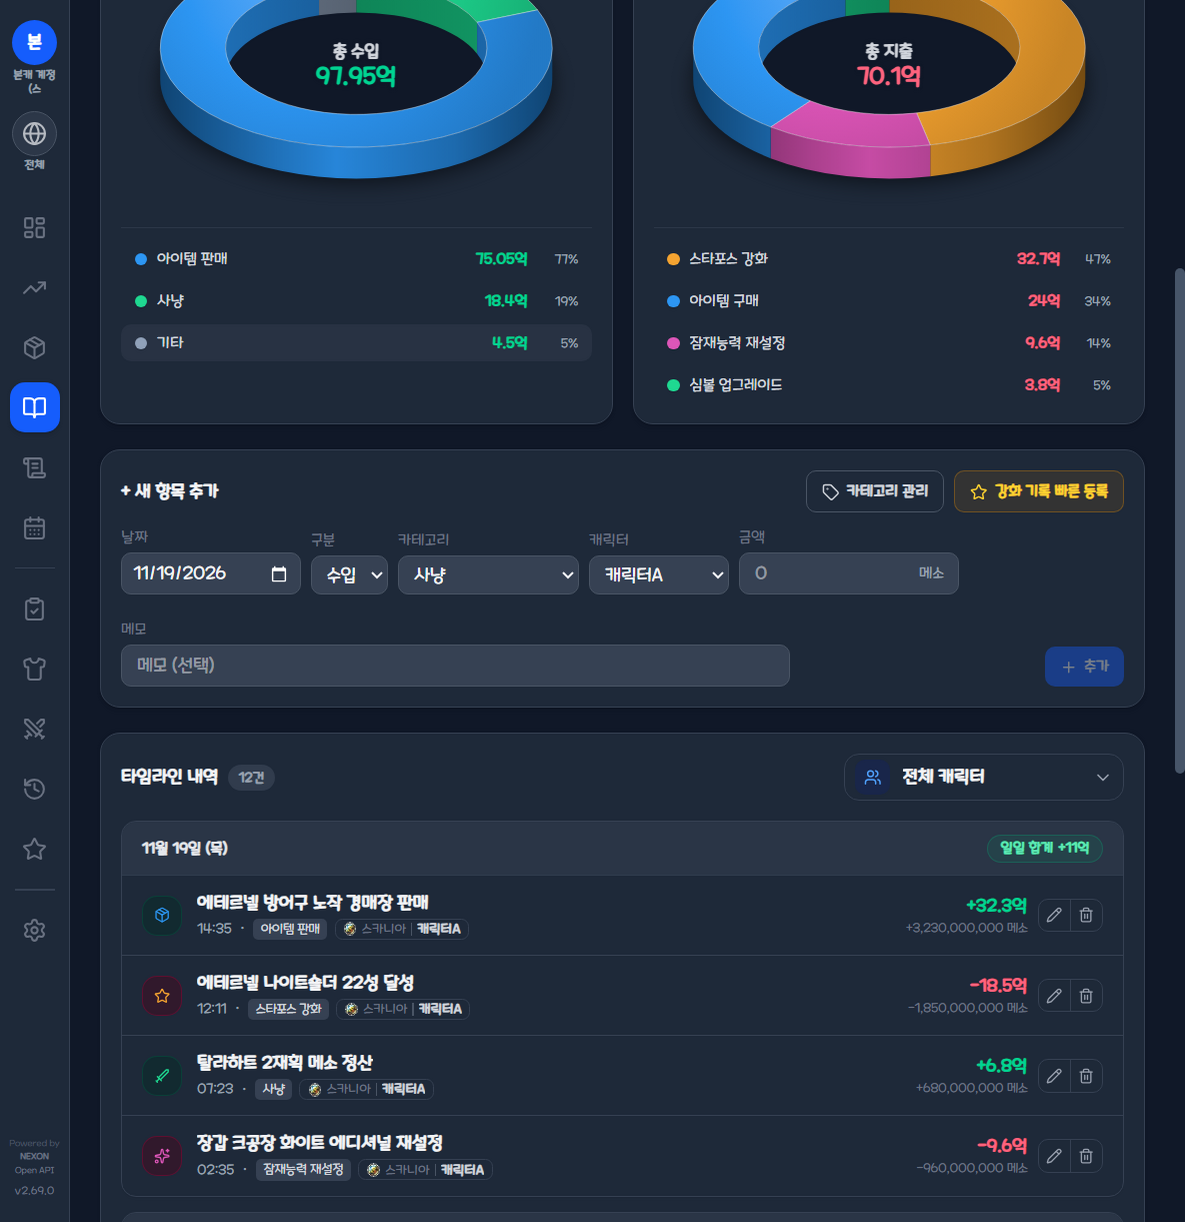 본
본캐 계정
(스
전체
Powered by
NEXON
Open API
v2.69.0
총 수입
97.95억
아이템 판매 75.05억 77%
사냥 18.4억 19%
기타 4.5억 5%
총 지출
70.1억
스타포스 강화 32.7억 47%
아이템 구매 24억 34%
잠재능력 재설정 9.6억 14%
심볼 업그레이드 3.8억 5%
+ 새 항목 추가
카테고리 관리
강화 기록 빠른 등록
날짜 구분 카테고리 캐릭터 금액
11/19/2026 수입 사냥 캐릭터A 0 메소
메모
메모 (선택)
+ 추가
타임라인 내역 12건
전체 캐릭터
11월 19일 (목) 일일 합계 +11억
에테르넬 방어구 노작 경매장 판매 +32.3억
14:35 · 아이템 판매 스카니아 | 캐릭터A +3,230,000,000 메소
에테르넬 나이트숄더 22성 달성 -18.5억
12:11 · 스타포스 강화 스카니아 | 캐릭터A -1,850,000,000 메소
탈라하트 2재획 메소 정산 +6.8억
07:23 · 사냥 스카니아 | 캐릭터A +680,000,000 메소
장갑 크공장 화이트 에디셔널 재설정 -9.6억
02:35 · 잠재능력 재설정 스카니아 | 캐릭터A -960,000,000 메소